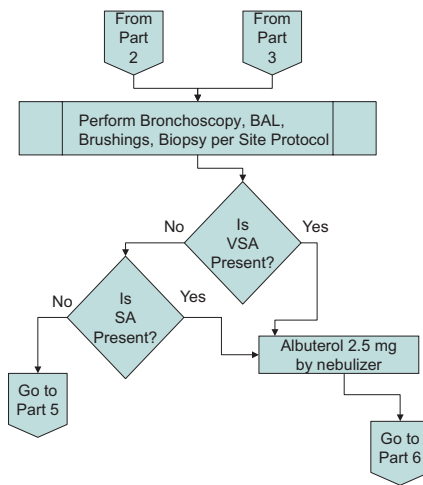 From
Part
2
From
Part
3
Perform Bronchoscopy, BAL,
Brushings, Biopsy per Site Protocol
Is
VSA
Present?
No
Yes
Is
SA
Present?
No
Yes
Albuterol 2.5 mg
by nebulizer
Go to
Part 5
Go to
Part 6